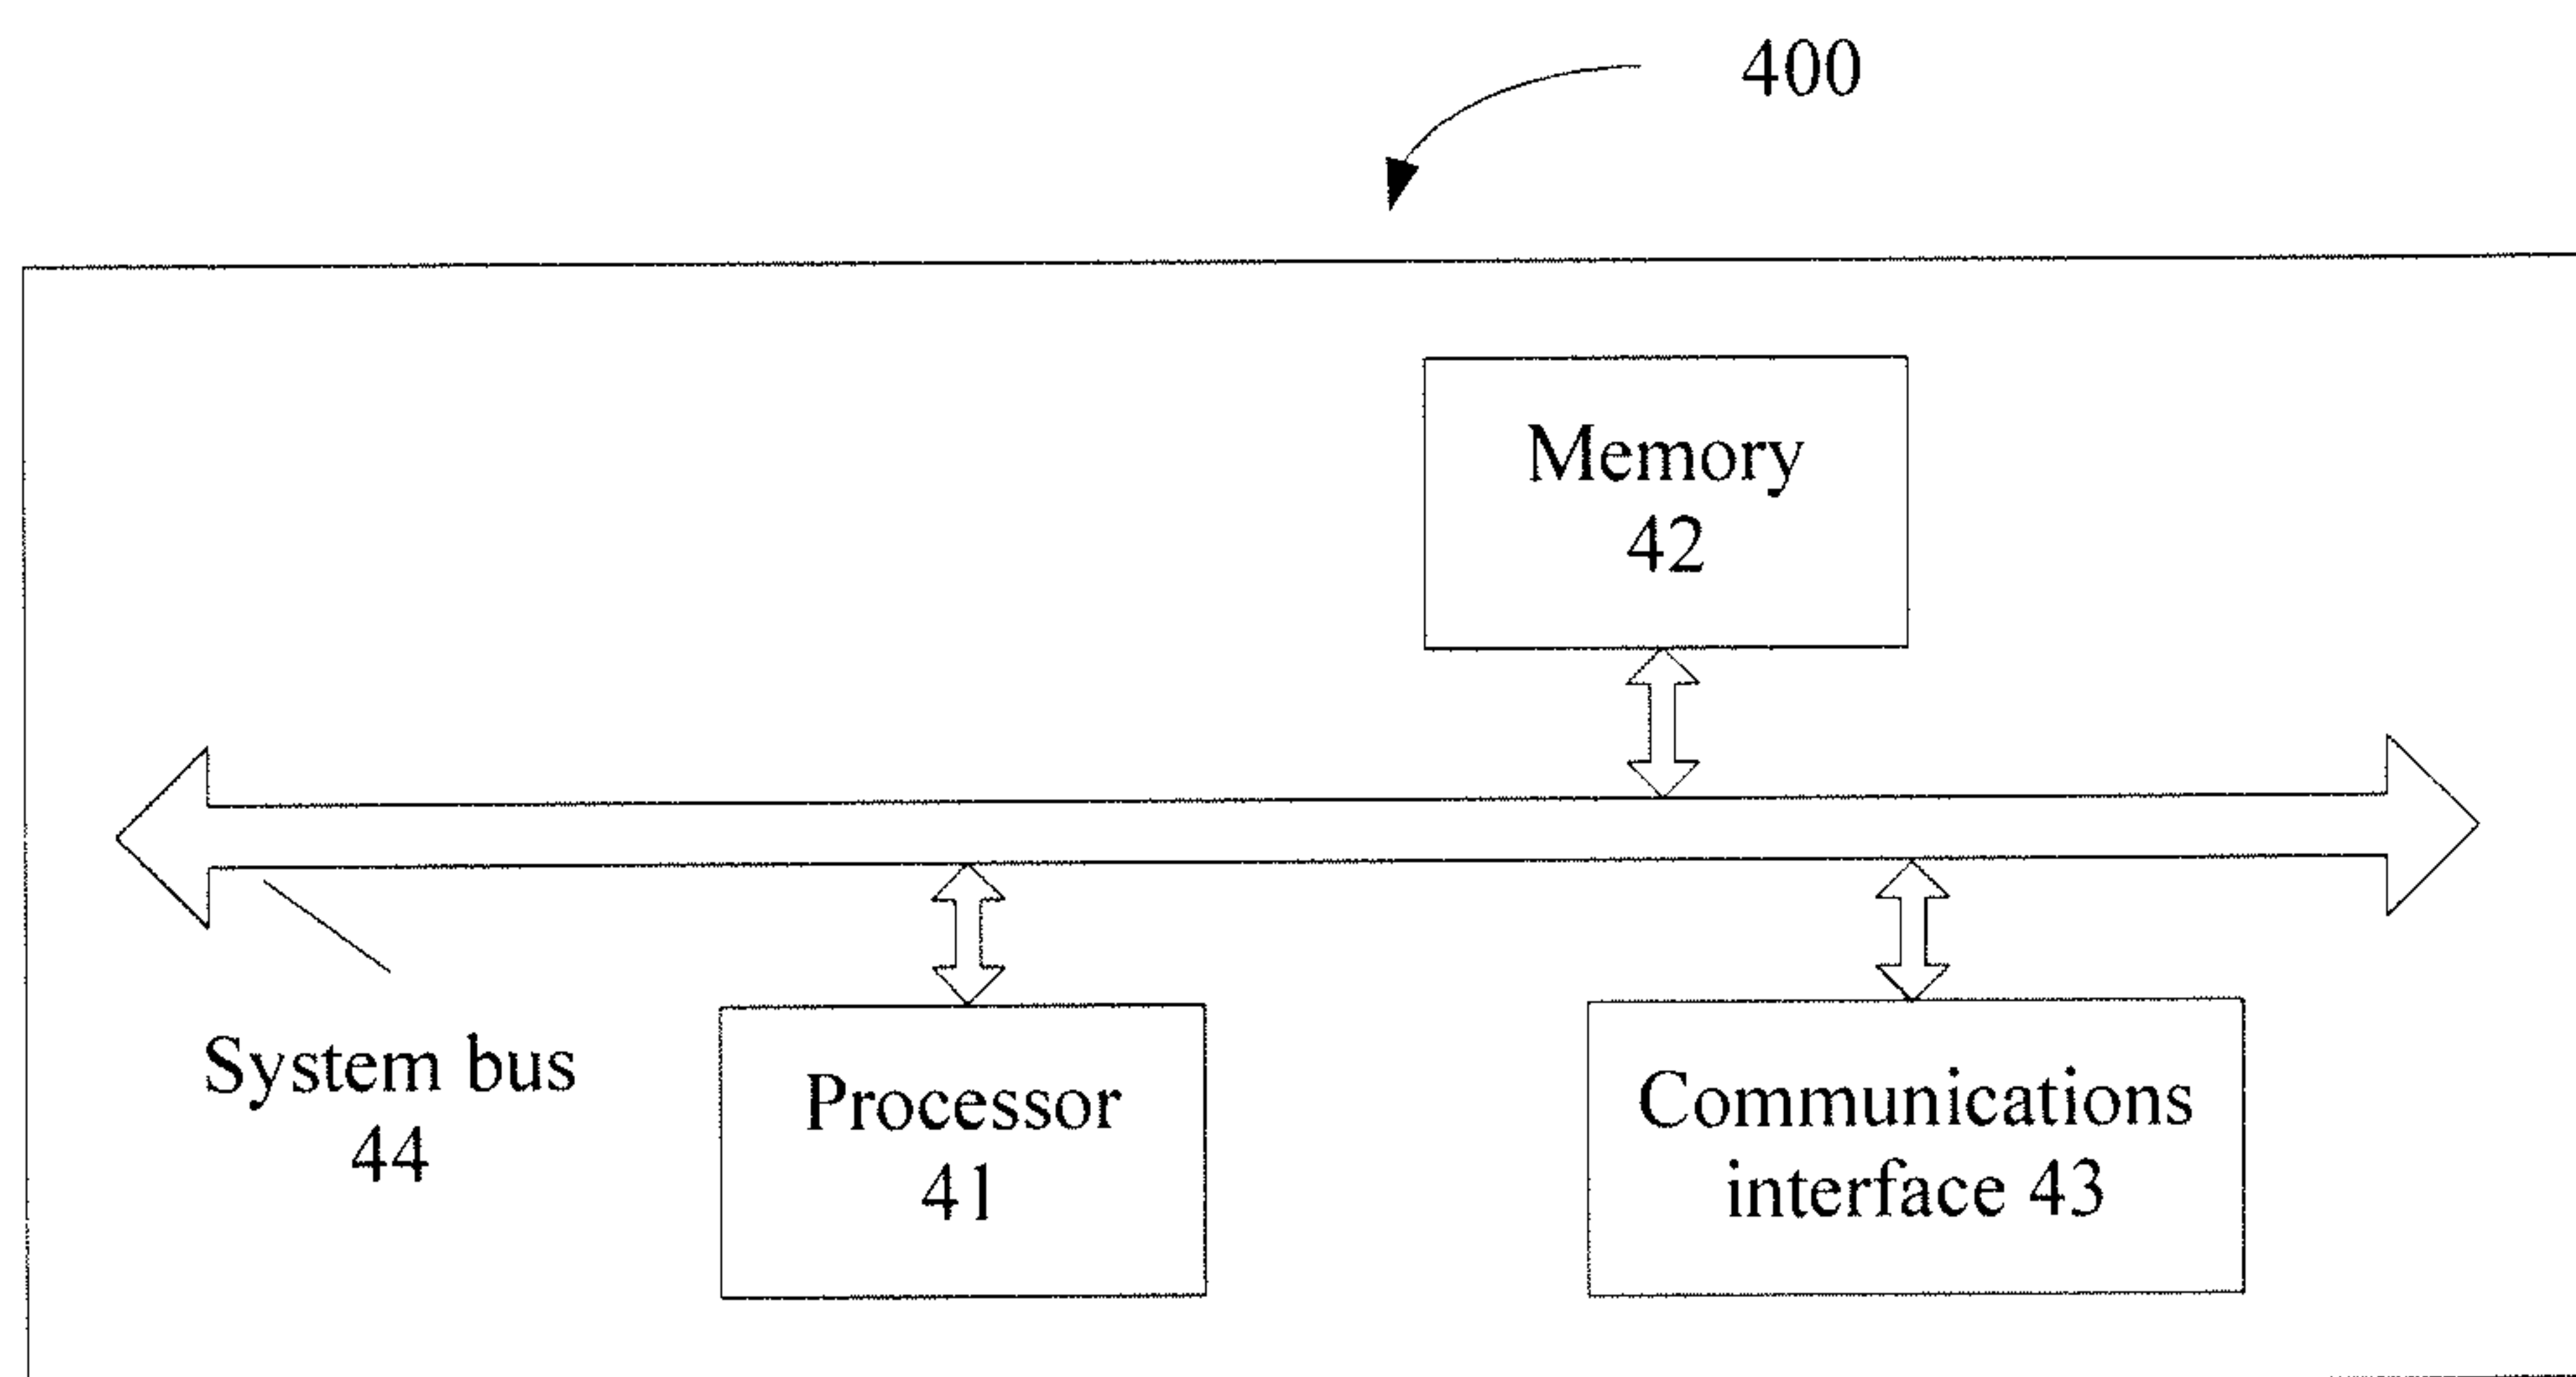 400
Memory
42
System bus
44
Processor
41
Communications
interface 43